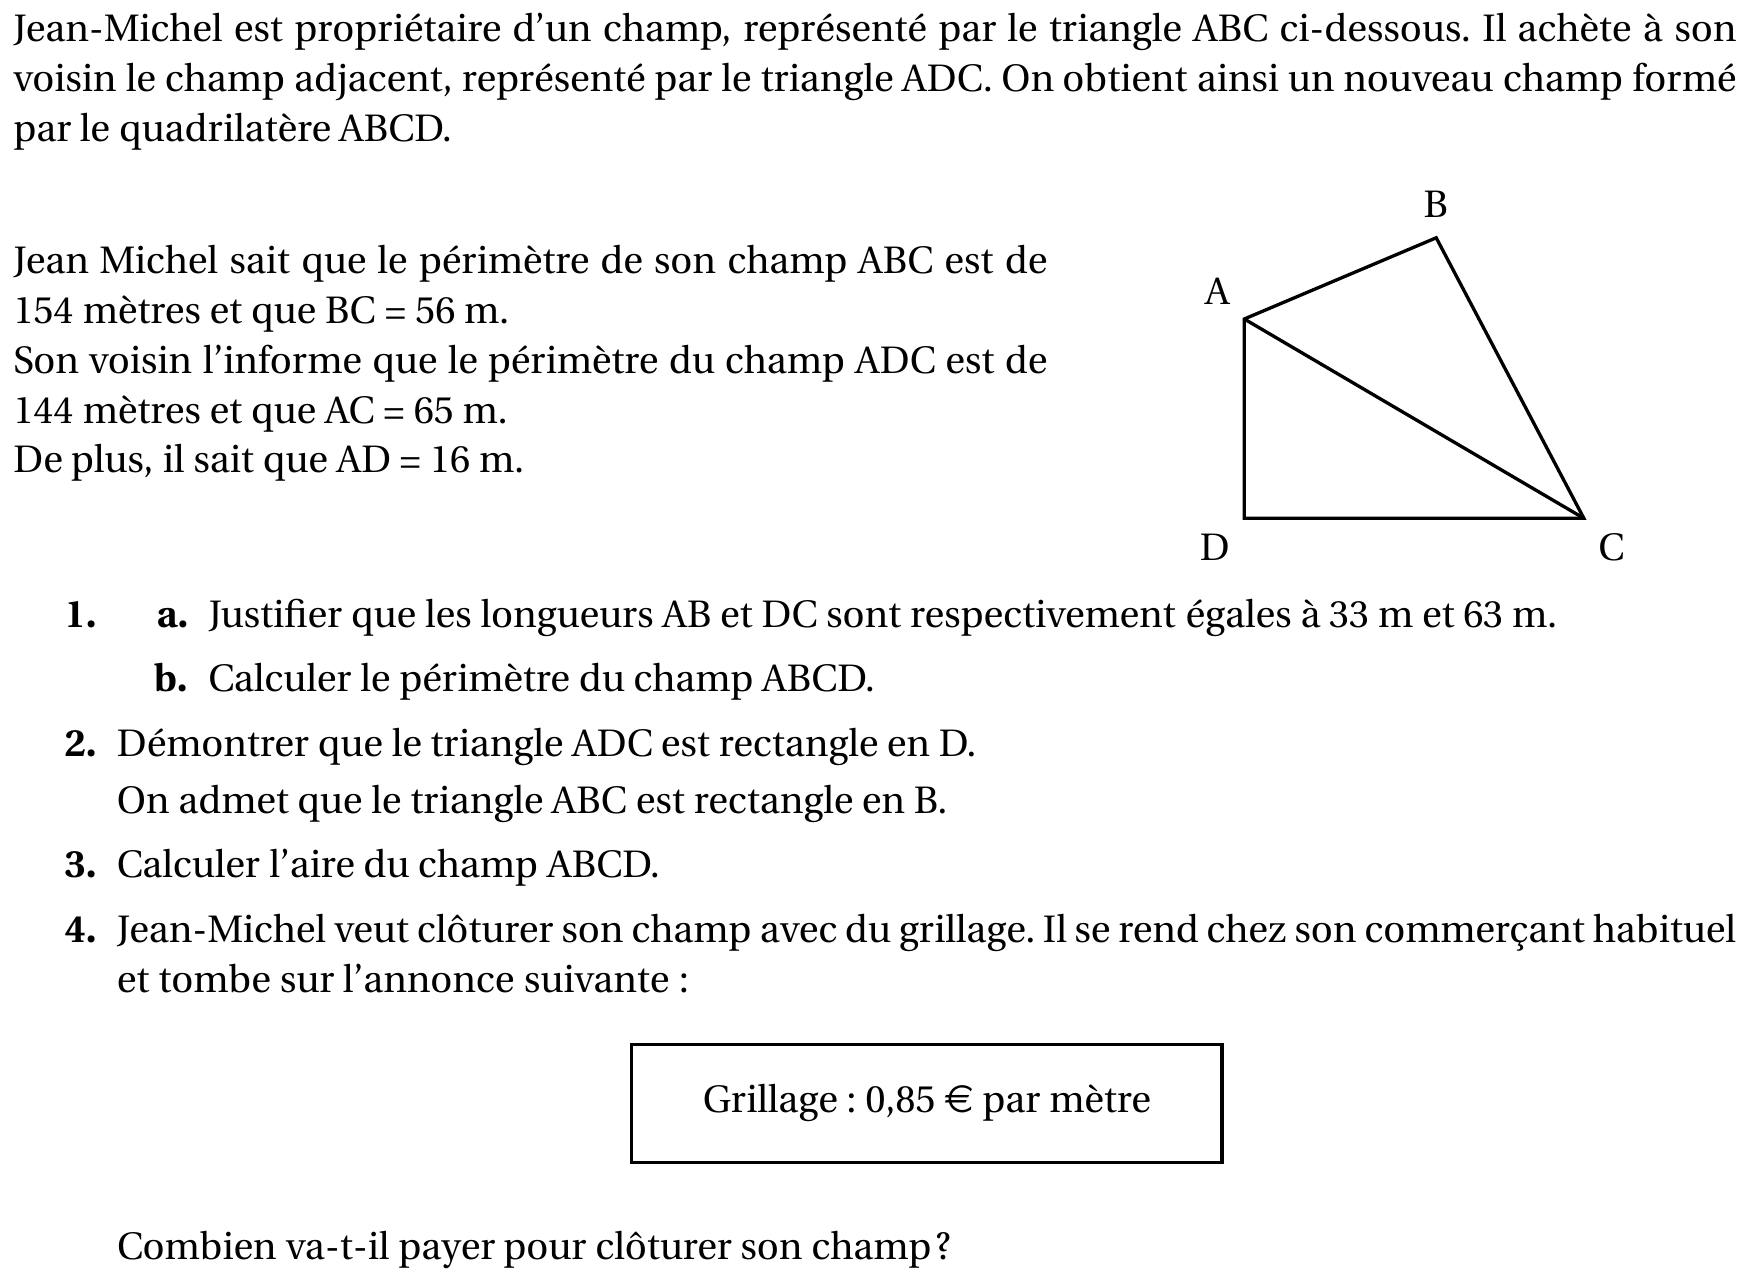 Jean-Michel est propriétaire d’un champ, représenté par le triangle ABC ci-dessous. Il achète à son
voisin le champ adjacent, représenté par le triangle ADC. On obtient ainsi un nouveau champ formé
par le quadrilatère ABCD.
Jean Michel sait que le périmètre de son champ ABC est de
154 mètres et que BC = 56 m.
Son voisin l’informe que le périmètre du champ ADC est de
144 mètres et que AC = 65 m.
De plus, il sait que AD = 16 m.
B
A
D
C
1. a. Justifier que les longueurs AB et DC sont respectivement égales à 33 m et 63 m.
b. Calculer le périmètre du champ ABCD.
2. Démontrer que le triangle ADC est rectangle en D.
On admet que le triangle ABC est rectangle en B.
3. Calculer l’aire du champ ABCD.
4. Jean-Michel veut clôturer son champ avec du grillage. Il se rend chez son commerçant habituel
et tombe sur l’annonce suivante :
Grillage : 0,85 € par mètre
Combien va-t-il payer pour clôturer son champ ?